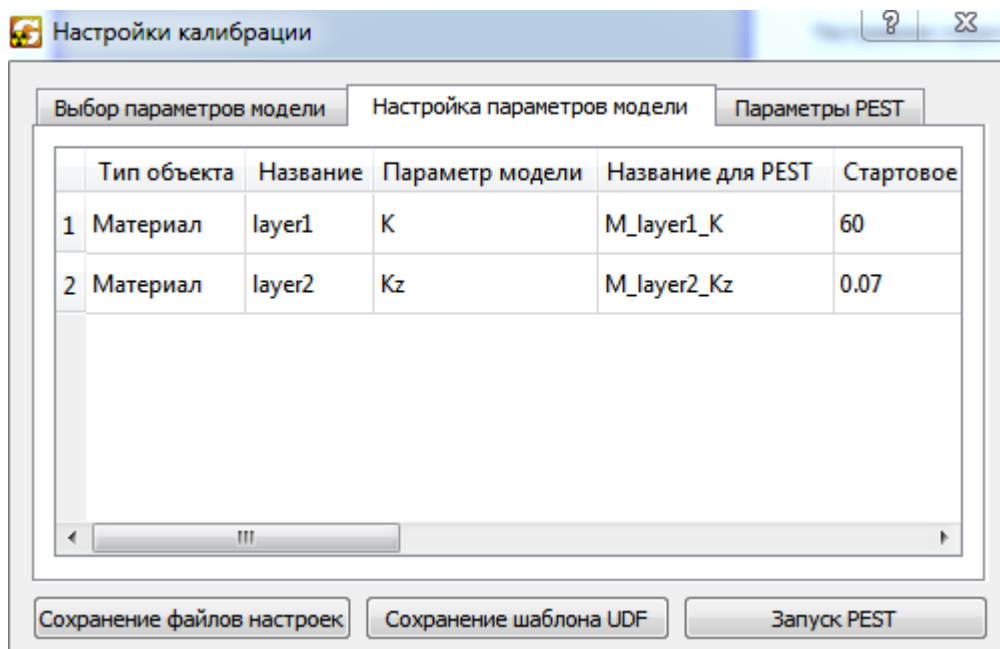 Настройки калибрации
Выбор параметров модели Настройка параметров модели Параметры PEST
Тип объекта Название Параметр модели Название для PEST Стартовое
1 Материал layer1 K M_layer1_K 60
2 Материал layer2 Kz M_layer2_Kz 0.07
Сохранение файлов настроек Сохранение шаблона UDF Запуск PEST